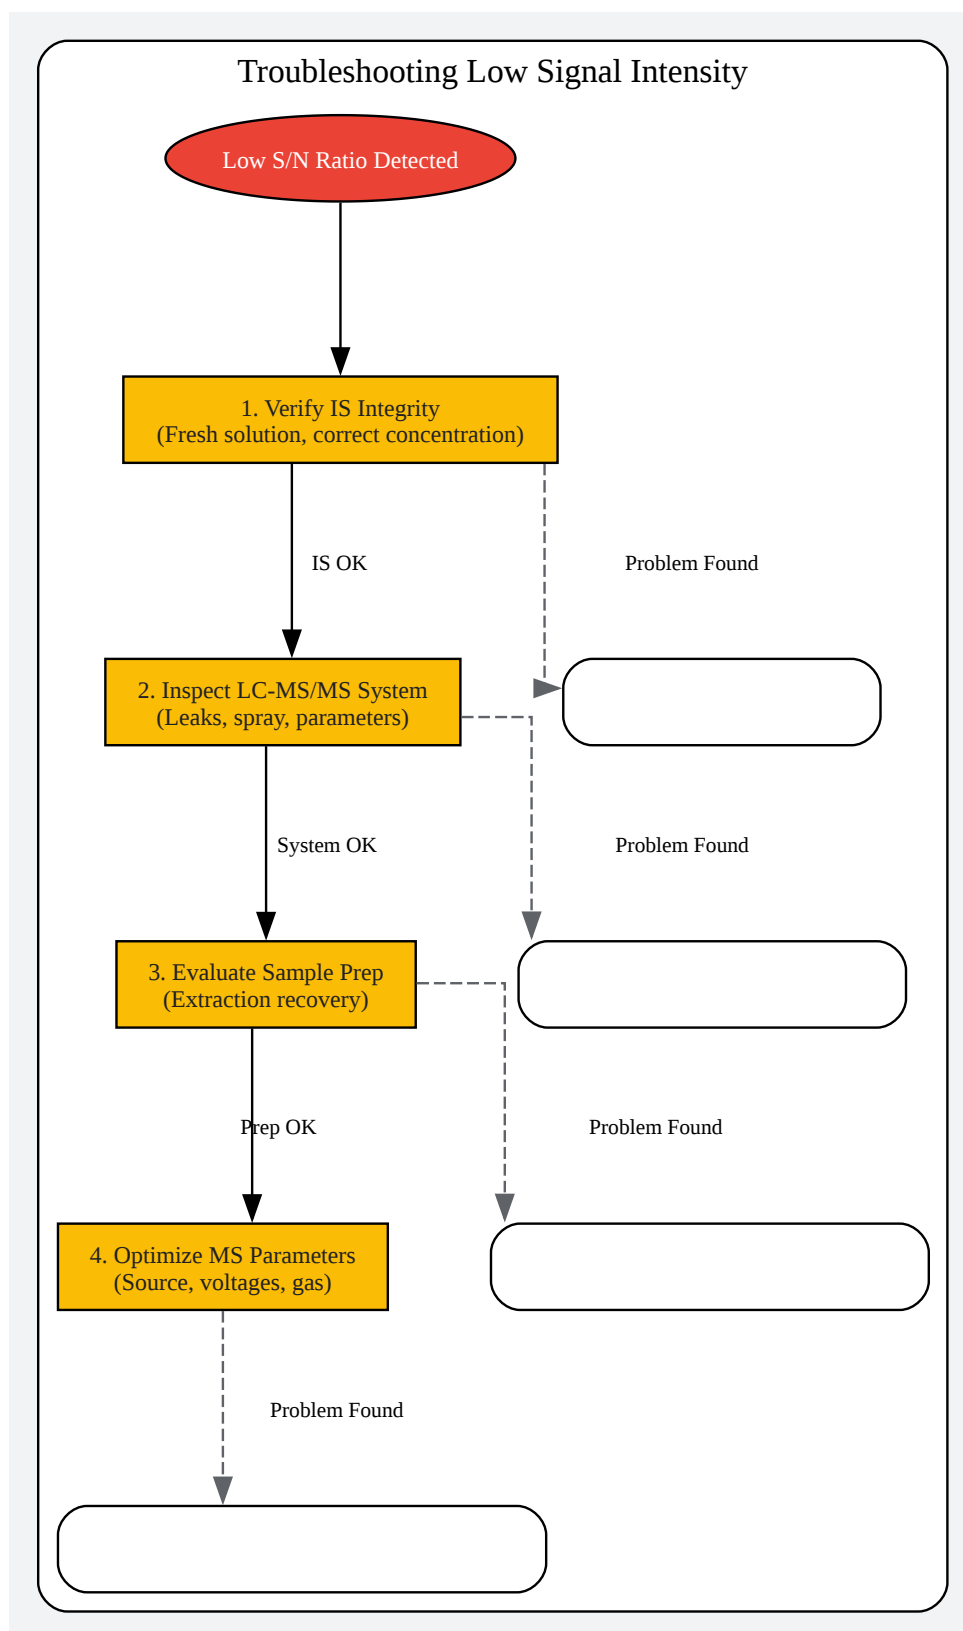 Troubleshooting Low Signal Intensity
Low S/N Ratio Detected
1. Verify IS Integrity
(Fresh solution, correct concentration)
IS OK
Problem Found
2. Inspect LC-MS/MS System
(Leaks, spray, parameters)
System OK
Problem Found
3. Evaluate Sample Prep
(Extraction recovery)
Prep OK
Problem Found
4. Optimize MS Parameters
(Source, voltages, gas)
Problem Found